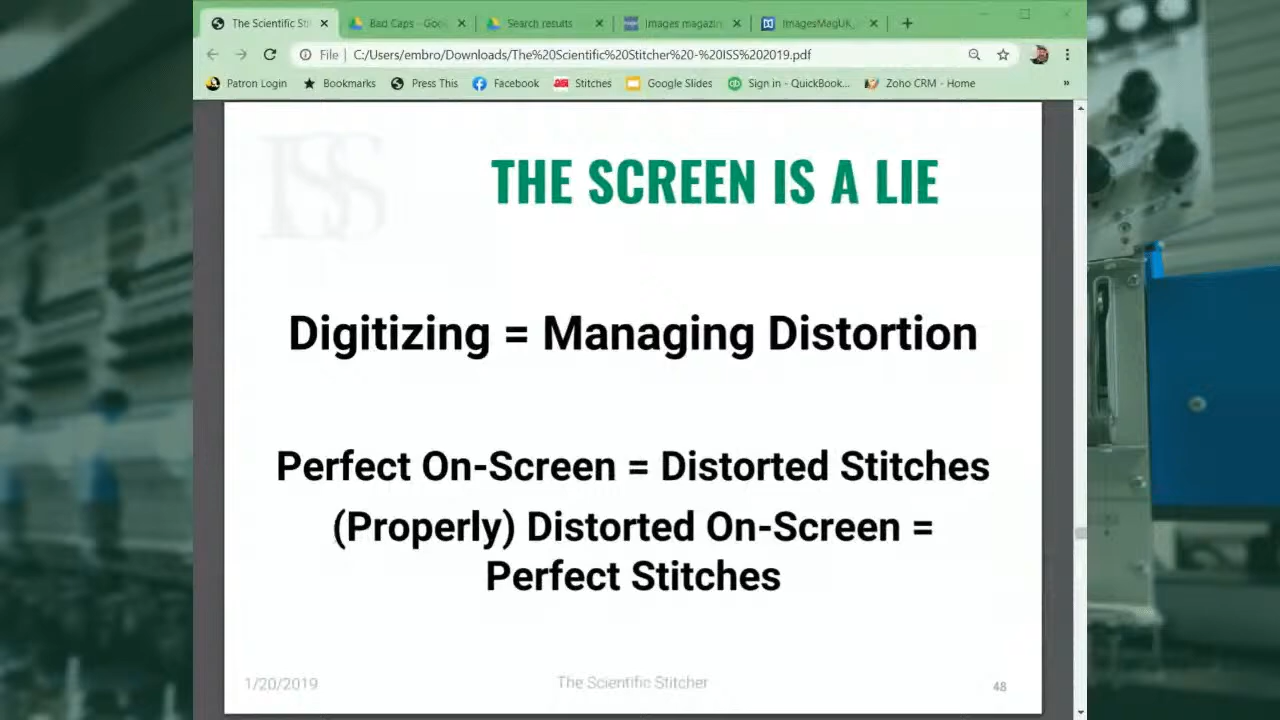 The Scientific Sti
Bad Caps - Goo
Search results
Images magazin
ImagesMagUK_
File | C:/Users/embro/Downloads/The%20Scientific%20Stitcher%20-%20ISS%202019.pdf
Patron Login
Bookmarks
Press This
Facebook
Stitches
Google Slides
Sign in - QuickBook...
Zoho CRM - Home
»
ISS
THE SCREEN IS A LIE
Digitizing = Managing Distortion
Perfect On-Screen = Distorted Stitches
(Properly) Distorted On-Screen =
Perfect Stitches
1/20/2019
The Scientific Stitcher
48